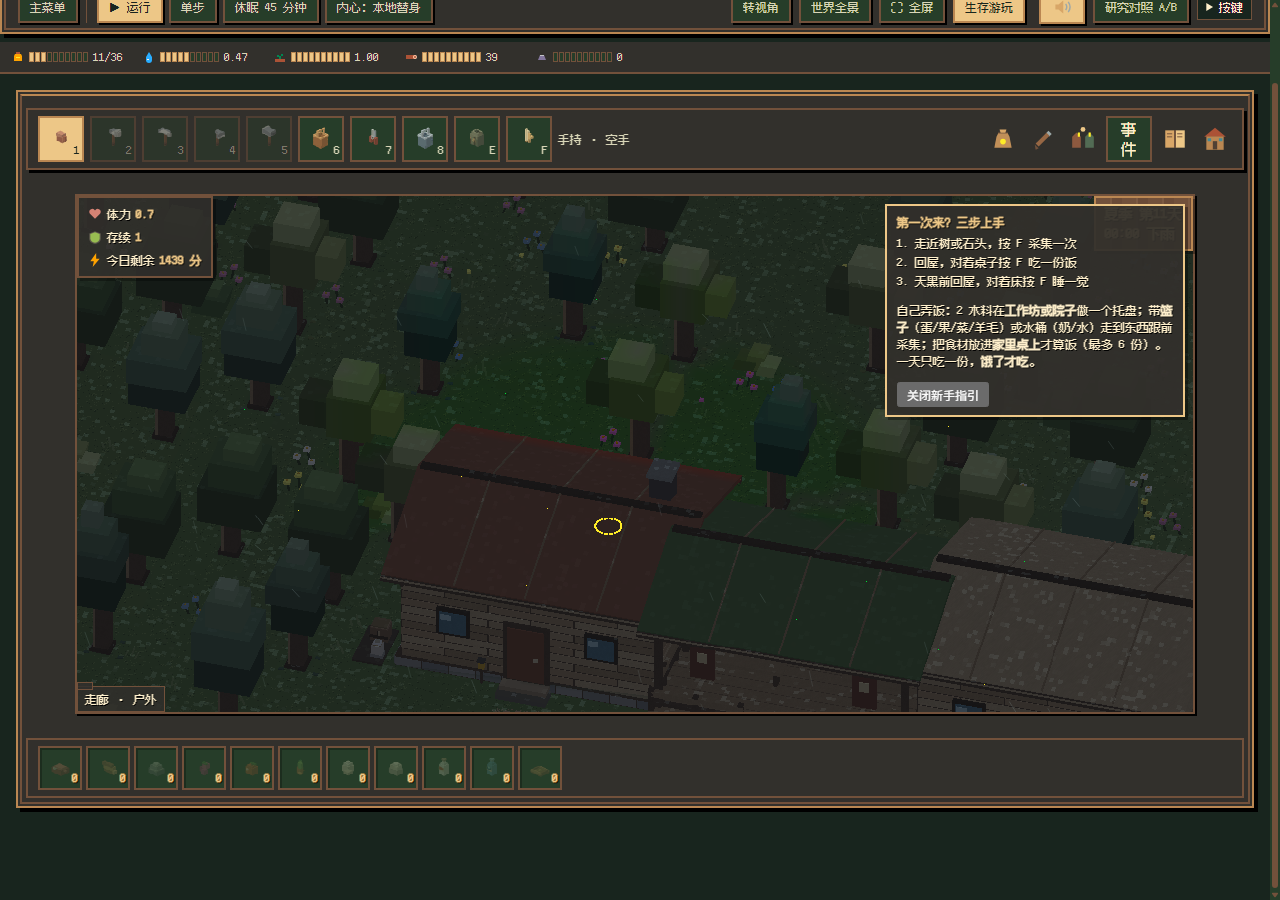 主菜单
▶ 运行
单步
休眠 45 分钟
内心：本地替身
转视角
世界全景
全屏
生存游玩
研究对照 A/B
▶ 按键
11/36
0.47
1.00
39
0
1
2
3
4
5
6
7
8
E
F
手持 · 空手
事件
体力 0.7
存续 1
今日剩余 1439 分
第一次来？三步上手
1. 走近树或石头，按 F 采集一次
2. 回屋，对着桌子按 F 吃一份饭
3. 天黑前回屋，对着床按 F 睡一觉
自己弄饭：2 木料在工作坊或院子做一个托盘；带篮
子（蛋/果/菜/羊毛）或水桶（奶/水）走到东西跟前
采集；把食材放进家里桌上才算饭（最多 6 份）。
一天只吃一份，饿了才吃。
关闭新手指引
走廊 · 户外
0
0
0
0
0
0
0
0
0
0
0